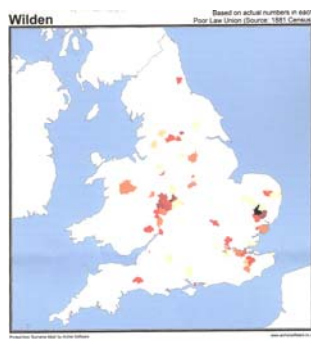 Wilden
Based on actual numbers in each
Poor Law Union (Source: 1881 Census